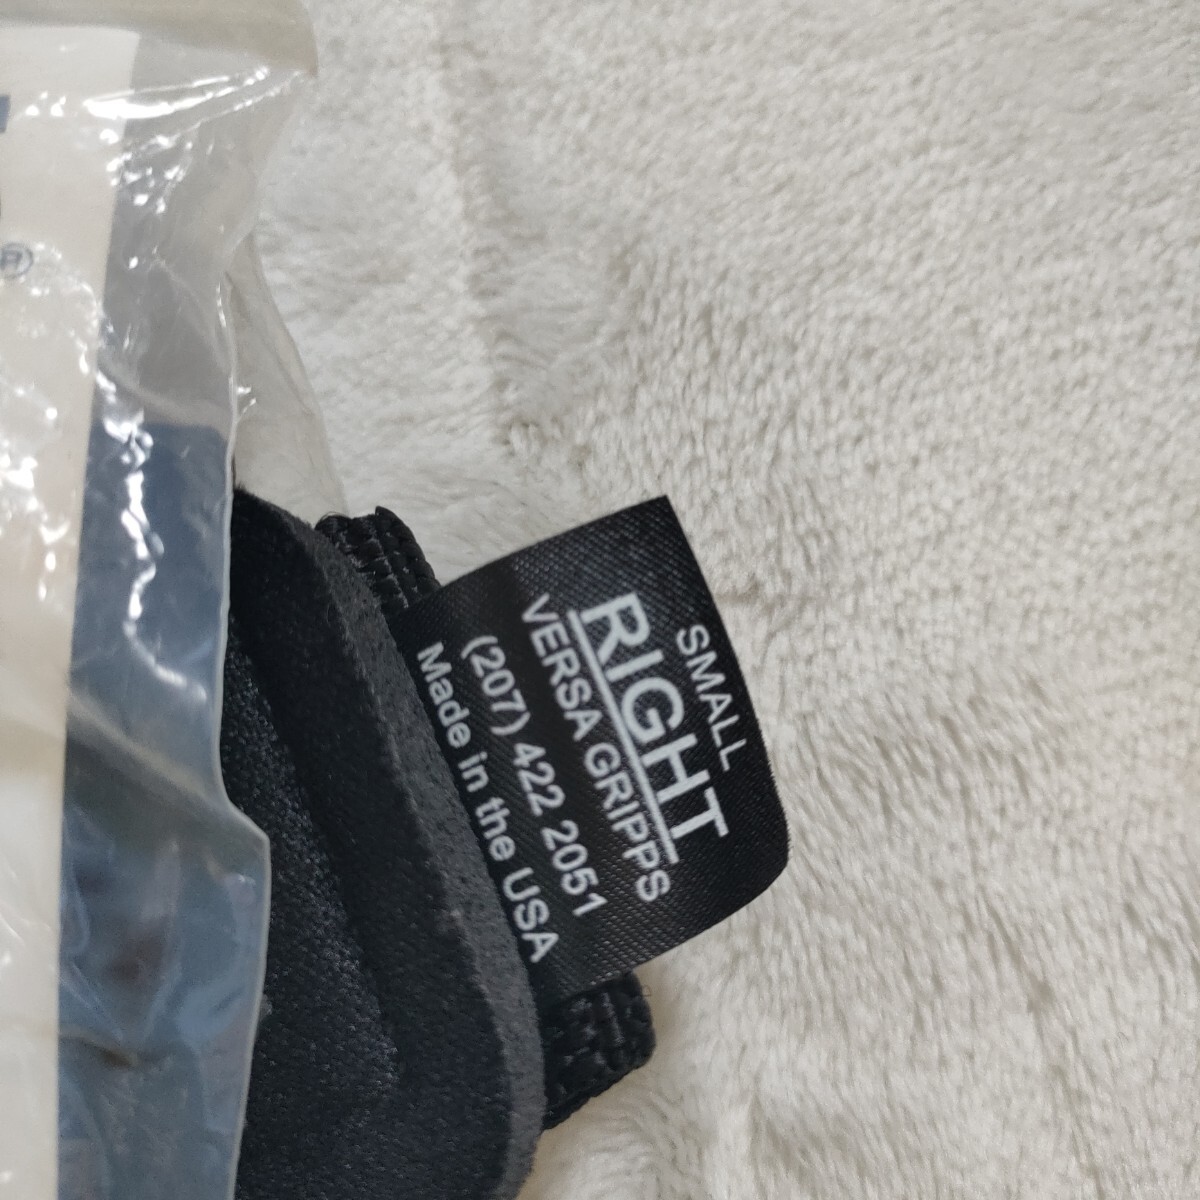 SMALL
RIGHT
VERSA GRIPPS
(207) 422 2051
Made in the USA
®